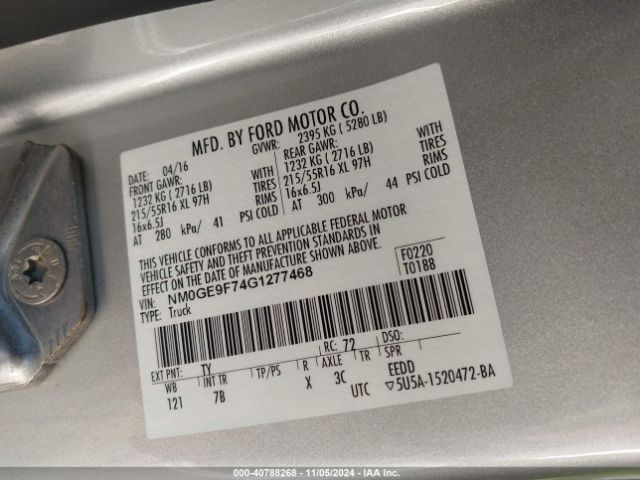 MFD. BY FORD MOTOR CO.
DATE: 04/16 GVWR: 2395 KG ( 5280 LB)
FRONT GAWR: REAR GAWR:
1232 KG ( 2716 LB) WITH 1232 KG ( 2716 LB) WITH
215/55R16 XL 97H TIRES 215/55R16 XL 97H TIRES
16x6.5J RIMS 16x6.5J RIMS
AT 280 kPa/ 41 PSI COLD AT 300 kPa/ 44 PSI COLD
THIS VEHICLE CONFORMS TO ALL APPLICABLE FEDERAL MOTOR
VEHICLE SAFETY AND THEFT PREVENTION STANDARDS IN
EFFECT ON THE DATE OF MANUFACTURE SHOWN ABOVE.
VIN: NM0GE9F74G1277468 F0220
TYPE: Truck T0188
EXT PNT: TY RC: 72 DSO:
WB INT TR TP/PS R AXLE TR SPR
121 7B X 3C EEDD
UTC ▽5U5A-1520472-BA
000-40788268 - 11/05/2024 - IAA Inc.